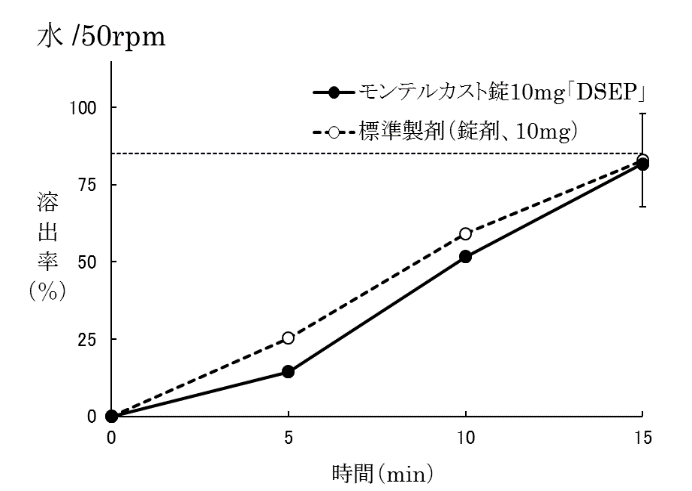 水 /50rpm
モンテルカスト錠10mg「DSEP」
標準製剤(錠剤、10mg)
100
75
50
25
0
溶出率(%)
0 5 10 15
時間(min)